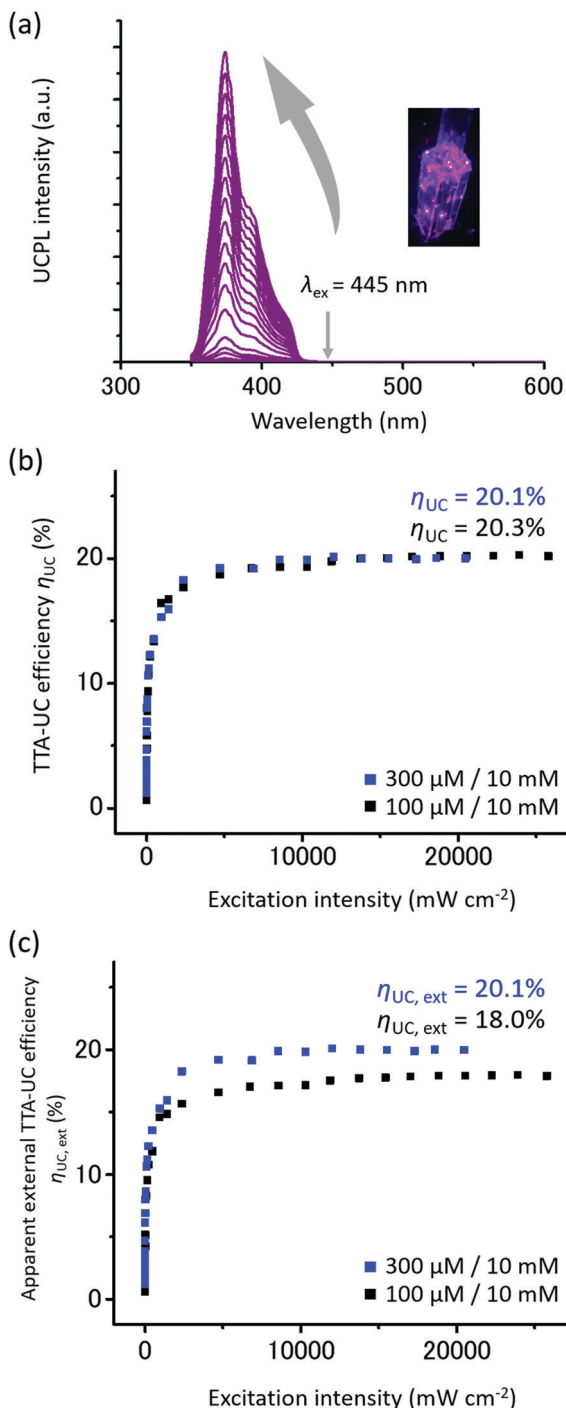 (a)
UCPL intensity (a.u.)
λex = 445 nm
300
400
500
600
Wavelength (nm)
(b)
TTA-UC efficiency ηUC (%)
ηUC = 20.1%
ηUC = 20.3%
20
10
0
300 μM / 10 mM
100 μM / 10 mM
0
10000
20000
Excitation intensity (mW cm-2)
(c)
Apparent external TTA-UC efficiency
ηUC, ext (%)
ηUC, ext = 20.1%
ηUC, ext = 18.0%
20
10
0
300 μM / 10 mM
100 μM / 10 mM
0
10000
20000
Excitation intensity (mW cm-2)